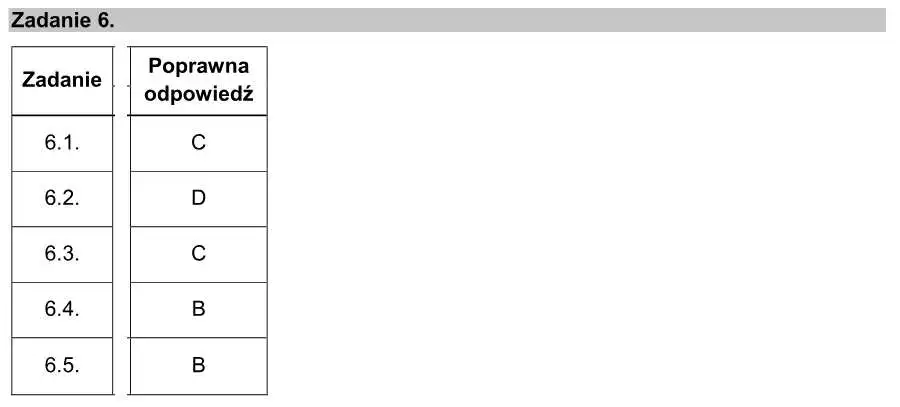 Zadanie 6.
Zadanie Poprawna odpowiedź
6.1. C
6.2. D
6.3. C
6.4. B
6.5. B